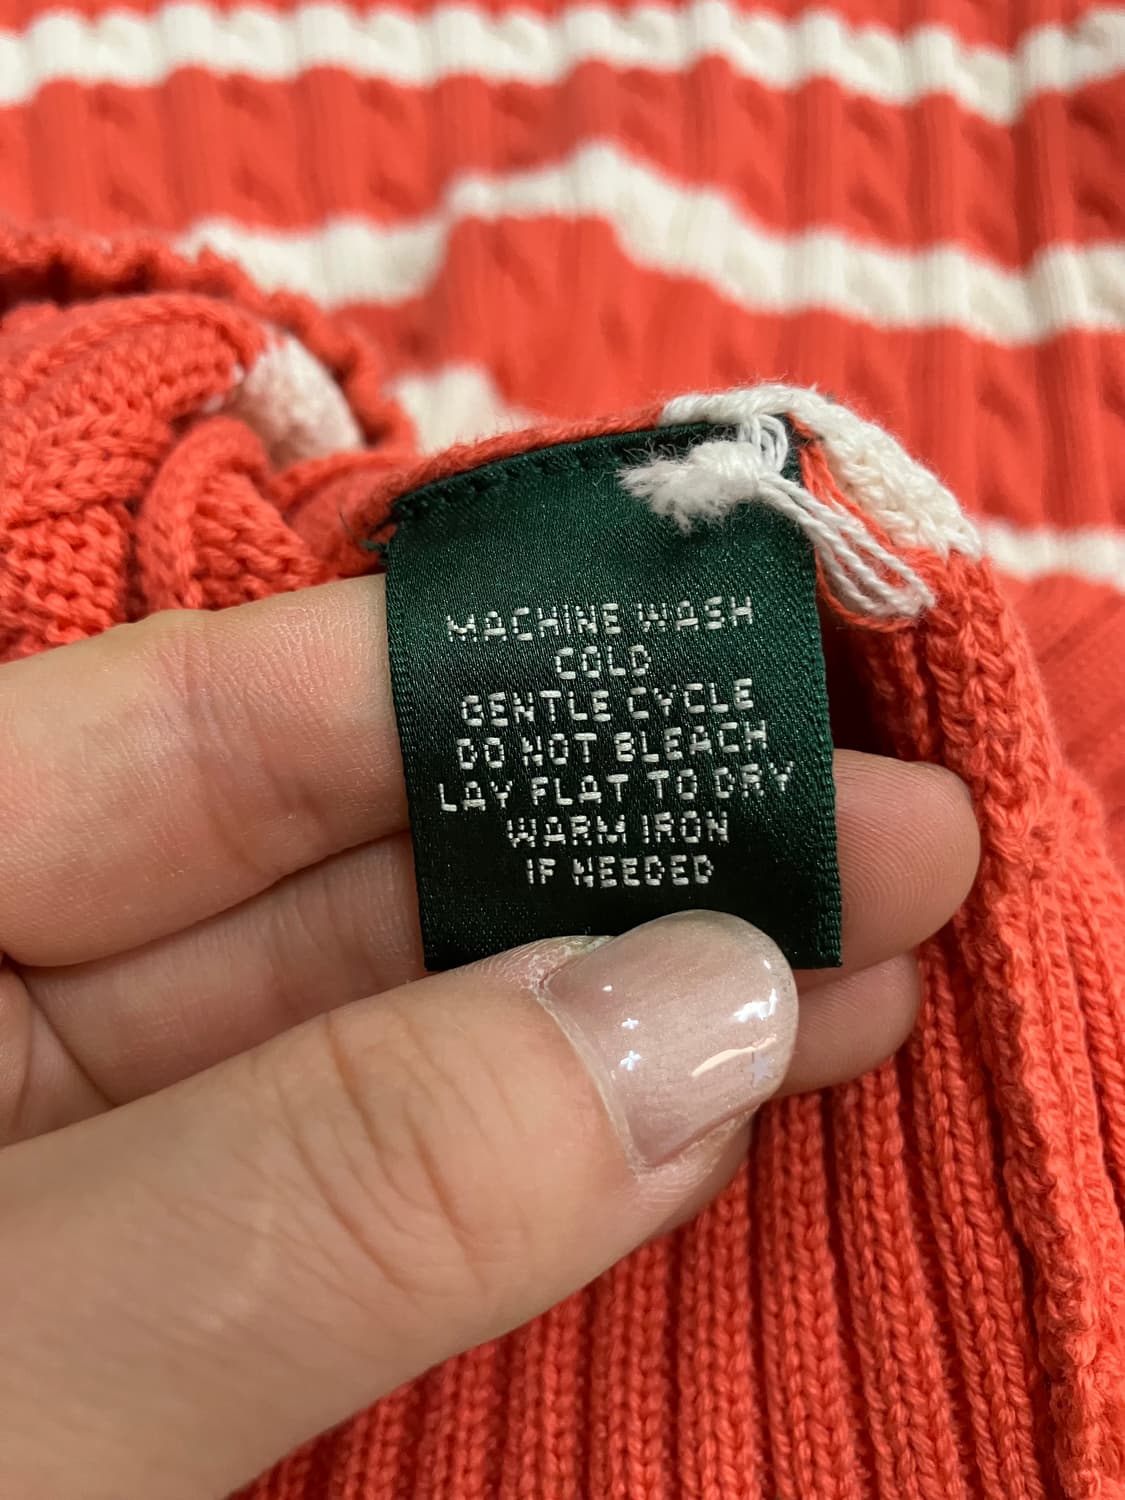 MACHINE WASH
COLD
GENTLE CYCLE
DO NOT BLEACH
LAY FLAT TO DRY
WARM IRON
IF NEEDED